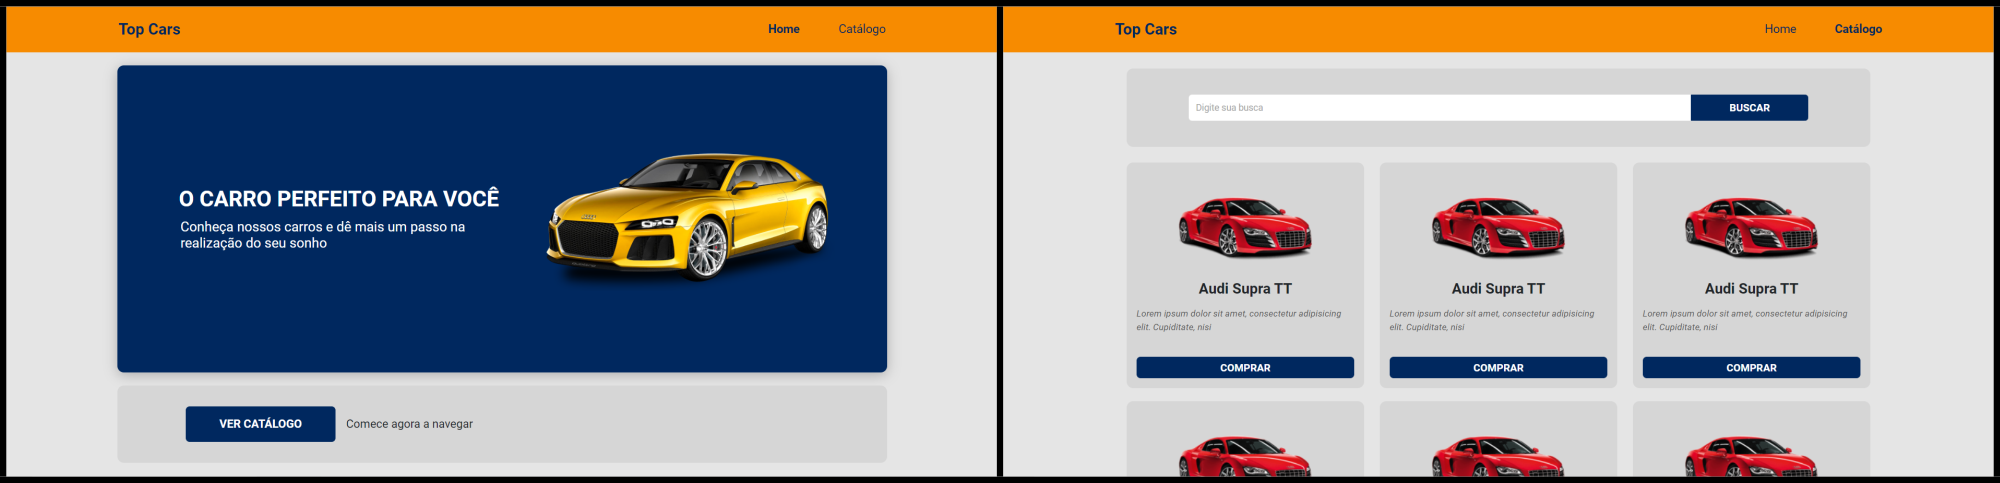 Top Cars
Home
Catálogo
O CARRO PERFEITO PARA VOCÊ
Conheça nossos carros e dê mais um passo na
realização do seu sonho
VER CATÁLOGO
Comece agora a navegar
Top Cars
Home
Catálogo
Digite sua busca
BUSCAR
Audi Supra TT
Lorem ipsum dolor sit amet, consectetur adipisicing
elit. Cupiditate, nisi
COMPRAR
Audi Supra TT
Lorem ipsum dolor sit amet, consectetur adipisicing
elit. Cupiditate, nisi
COMPRAR
Audi Supra TT
Lorem ipsum dolor sit amet, consectetur adipisicing
elit. Cupiditate, nisi
COMPRAR